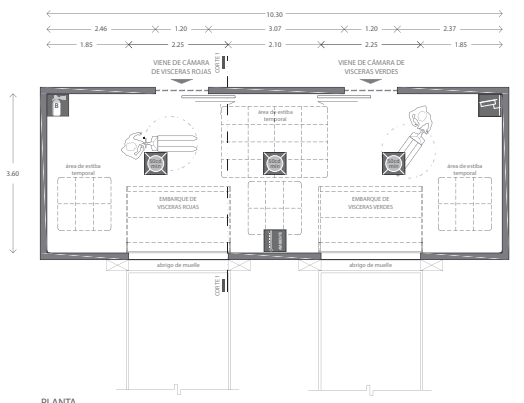 10.30
2.46 1.20 3.07 1.20 2.37
1.85 2.25 2.10 2.25 1.85
CORTE 1
VIENE DE CÁMARA
DE VISCERAS ROJAS
VIENE DE CÁMARA DE
VISCERAS VERDES
3.60
B
área de estiba
temporal
área de estiba
temporal
área de estiba
temporal
EMBARQUE DE
VISCERAS ROJAS
EMBARQUE DE
VISCERAS VERDES
abrigo de muelle
abrigo de muelle
CORTE 1
PLANTA